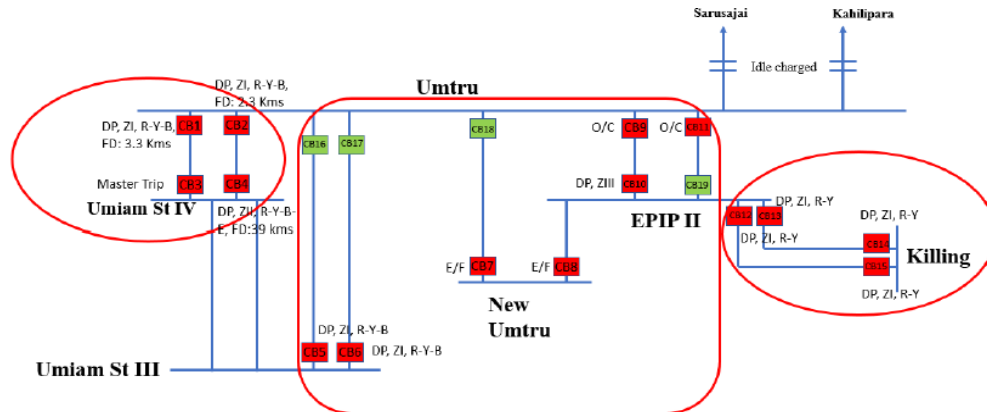 Sarusajai
Kahilipara
Idle charged
DP, ZI, R-Y-B,
FD: 2.3 Kms
Umtru
DP, ZI, R-Y-B,
FD: 3.3 Kms
CB1
CB2
CB16
CB17
CB18
O/C
CB9
O/C
CB11
Master Trip
CB3
CB4
DP, ZIII
CB10
CB19
Umiam St IV
DP, ZII, R-Y-B-
E, FD:39 kms
EPIP II
CB12
CB13
DP, ZI, R-Y
DP, ZI, R-Y
DP, ZI, R-Y
CB14
CB15
Killing
DP, ZI, R-Y
E/F
CB7
E/F
CB8
New
Umtru
DP, ZI, R-Y-B
CB5
CB6
DP, ZI, R-Y-B
Umiam St III